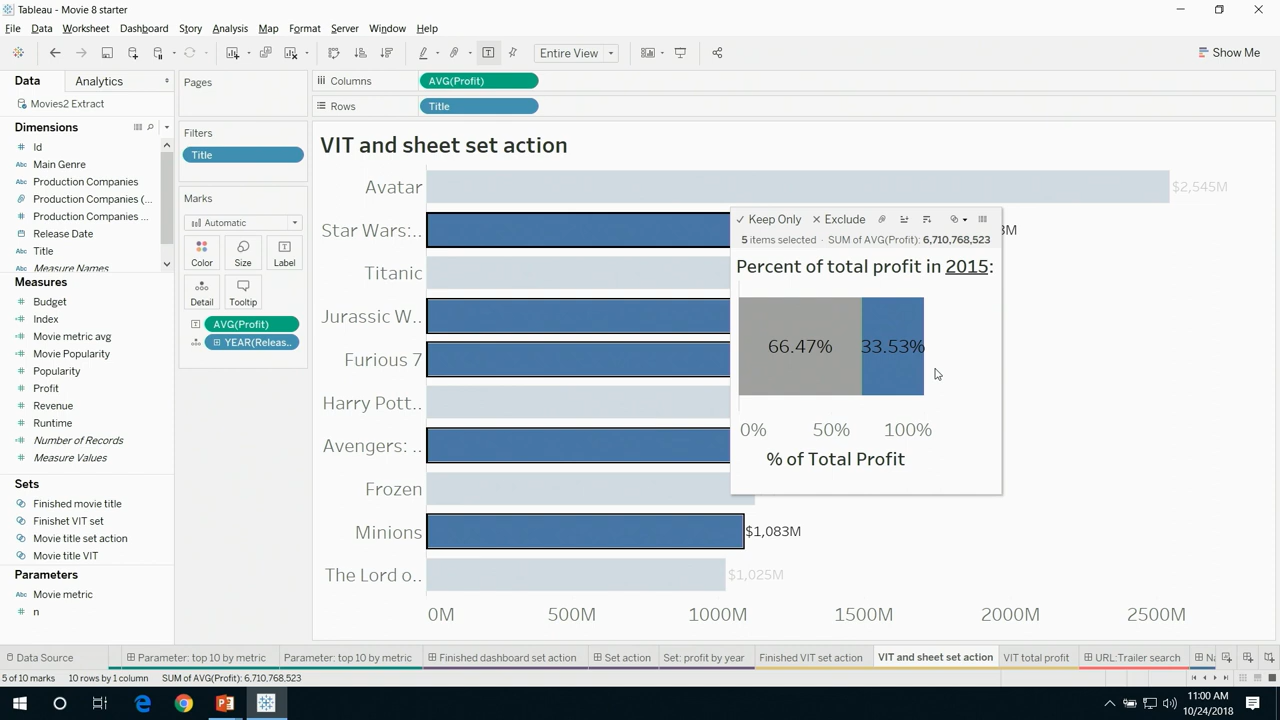 Tableau - Movie 8 starter
File Data Worksheet Dashboard Story Analysis Map Format Server Window Help
Entire View
Show Me
Data Analytics
Pages
Columns
AVG(Profit)
Movies2 Extract
Rows
Title
Dimensions
Id
Abc Main Genre
Abc Production Companies
Production Companies (...
Abc Production Companies ...
Release Date
Abc Title
Abc Measure Names
Measures
Budget
Index
Movie metric avg
Movie Popularity
Popularity
Profit
Revenue
Runtime
Number of Records
Measure Values
Sets
Finished movie title
Finishet VIT set
Movie title set action
Movie title VIT
Parameters
Abc Movie metric
n
Filters
Title
Marks
Automatic
Color Size Label
Detail Tooltip
AVG(Profit)
YEAR(Releas..
VIT and sheet set action
Avatar
$2,545M
Star Wars:..
Titanic
Jurassic W..
Furious 7
Harry Pott..
Avengers: ..
Frozen
Minions
$1,083M
The Lord o..
$1,025M
0M 500M 1000M 1500M 2000M 2500M
Keep Only Exclude
5 items selected · SUM of AVG(Profit): 6,710,768,523
Percent of total profit in 2015:
66.47% 33.53%
0% 50% 100%
% of Total Profit
Data Source Parameter: top 10 by metric Parameter: top 10 by metric Finished dashboard set action Set action Set: profit by year Finished VIT set action VIT and sheet set action VIT total profit URL:Trailer search
5 of 10 marks 10 rows by 1 column SUM of AVG(Profit): 6,710,768,523
11:00 AM
10/24/2018